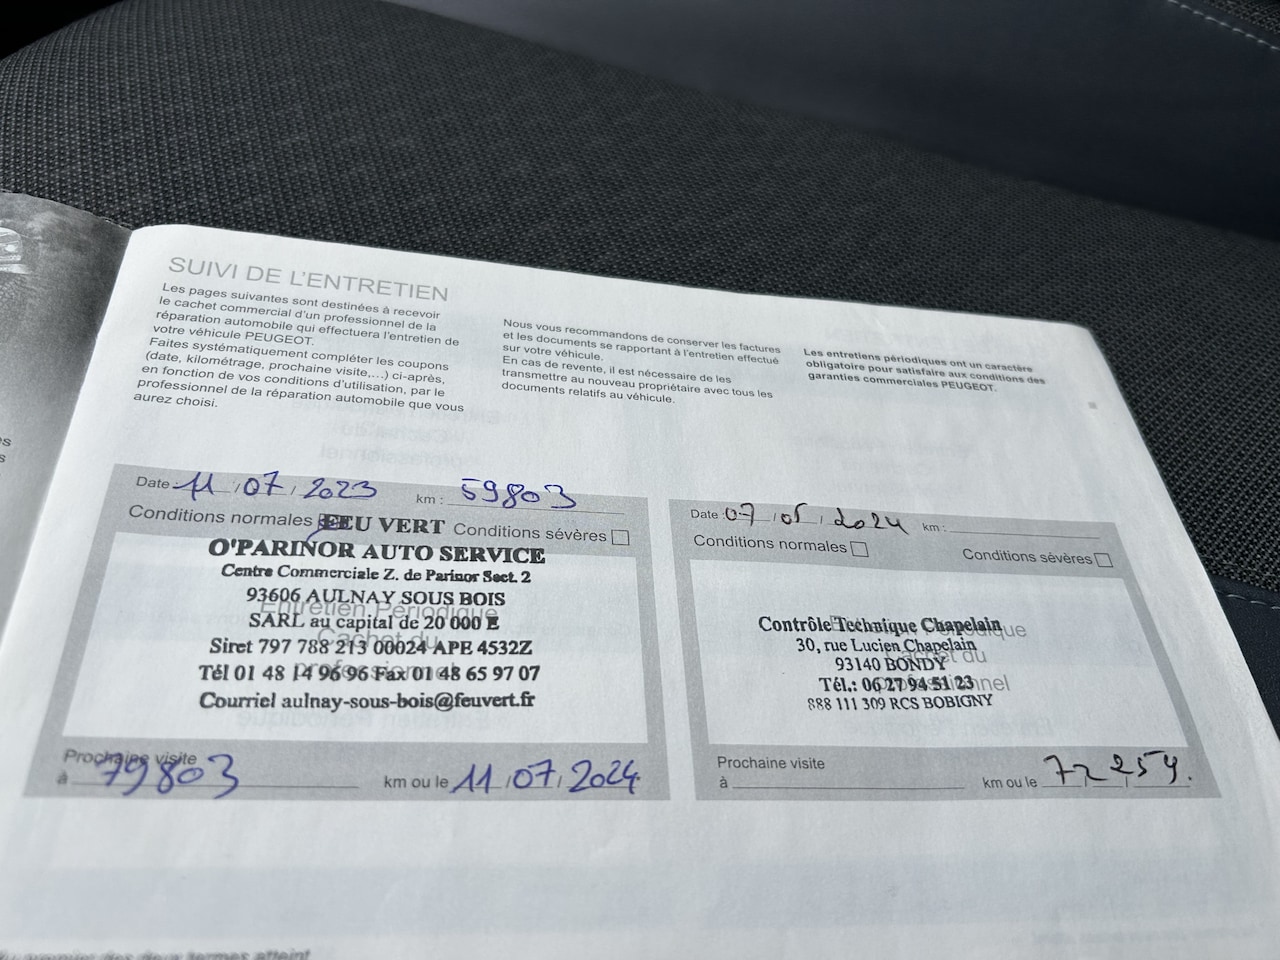 SUIVI DE L'ENTRETIEN
Les pages suivantes sont destinées à recevoir
le cachet commercial d'un professionnel de la
réparation automobile qui effectuera l'entretien de
votre véhicule PEUGEOT.
Faites systématiquement compléter les coupons
(date, kilométrage, prochaine visite,...) ci-après,
en fonction de vos conditions d'utilisation, par le
professionnel de la réparation automobile que vous
aurez choisi.
Nous vous recommandons de conserver les factures
et les documents se rapportant à l'entretien effectué
sur votre véhicule.
En cas de revente, il est nécessaire de les
transmettre au nouveau propriétaire avec tous les
documents relatifs au véhicule.
Les entretiens périodiques ont un caractère
obligatoire pour satisfaire aux conditions des
garanties commerciales PEUGEOT.
Date : 11 / 07 / 2023 km : 59803
Conditions normales Conditions sévères
FEU VERT
O'PARINOR AUTO SERVICE
Centre Commerciale Z. de Parinor Sect. 2
93606 AULNAY SOUS BOIS
Entretien Périodique
SARL au capital de 20 000 E
Cachet du
Siret 797 788 213 00024 APE 4532Z
professionnel
Tél 01 48 14 96 96 Fax 01 48 65 97 07
Courriel aulnay-sous-bois@feuvert.fr
Prochaine visite
à 79803 km ou le 11 / 07 / 2024
Date : 07 / 05 / 2024 km :
Conditions normales Conditions sévères
Contrôle Technique Chapelain
30, rue Lucien Chapelain
93140 BONDY
Tél.: 06 27 94 51 23
888 111 309 RCS BOBIGNY
Prochaine visite
à km ou le 72 259.